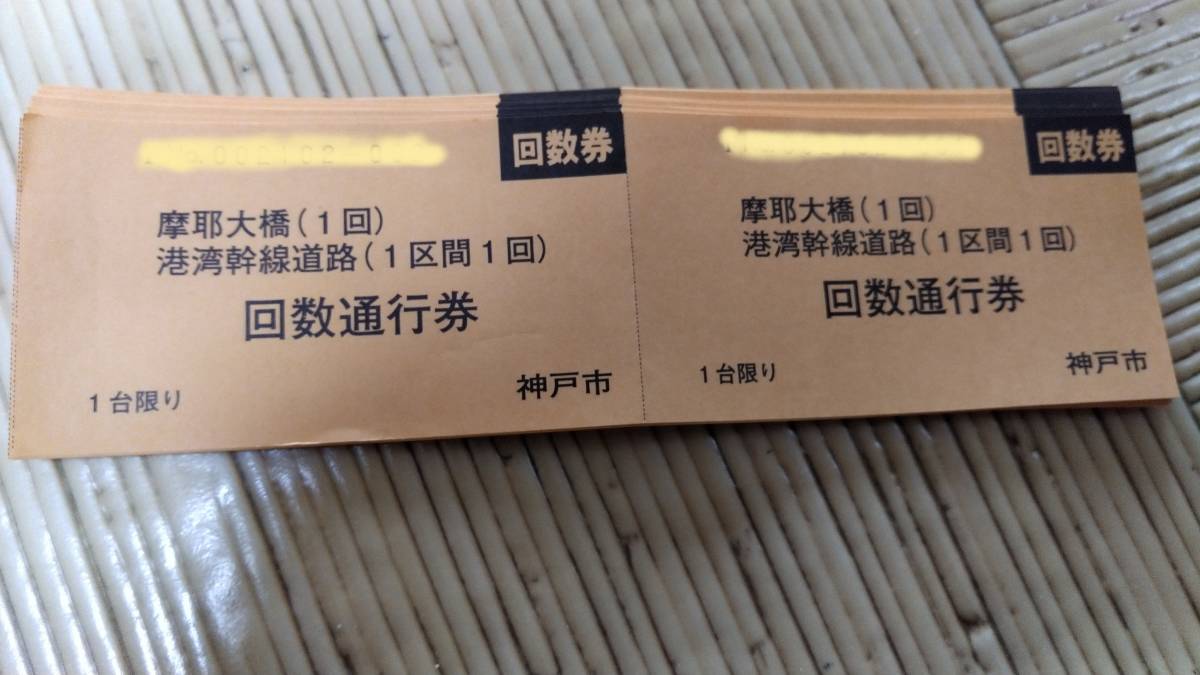 回数券
摩耶大橋(1回)
港湾幹線道路(1区間1回)
回数通行券
1台限り
神戸市
回数券
摩耶大橋(1回)
港湾幹線道路(1区間1回)
回数通行券
1台限り
神戸市